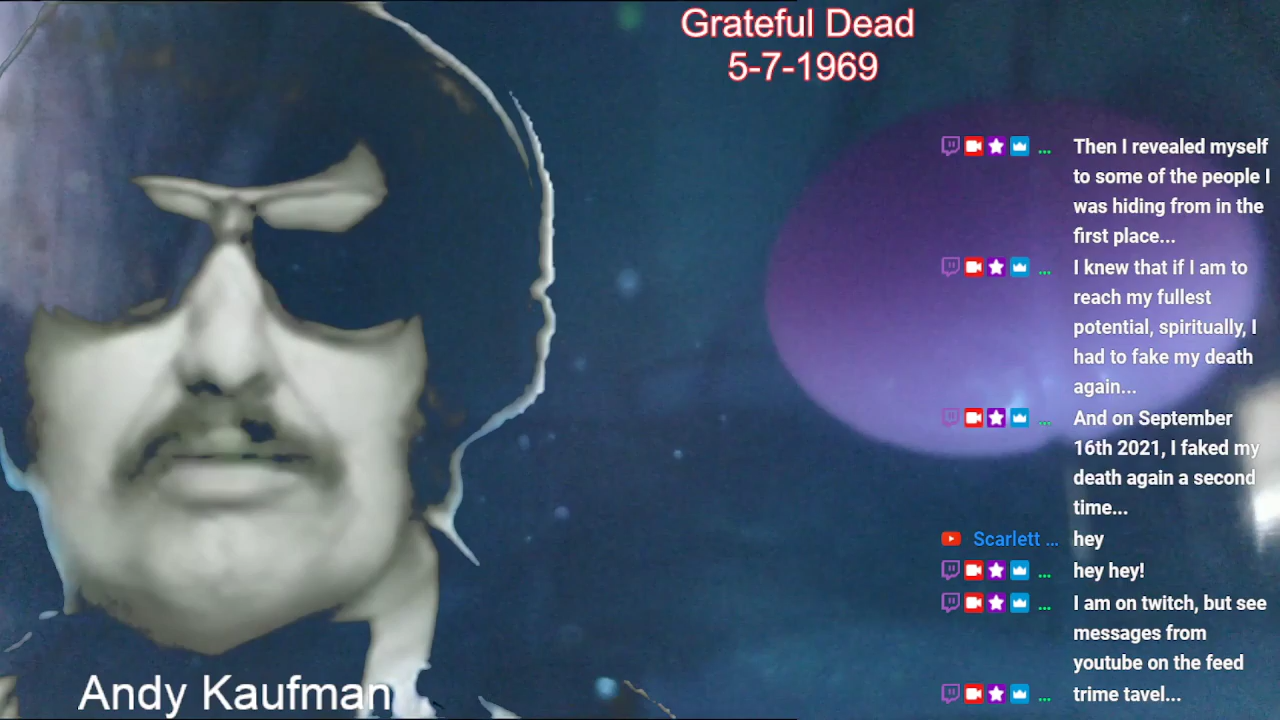 Grateful Dead
5-7-1969
... Then I revealed myself
to some of the people I
was hiding from in the
first place...
... I knew that if I am to
reach my fullest
potential, spiritually, I
had to fake my death
again...
... And on September
16th 2021, I faked my
death again a second
time...
Scarlett ... hey
... hey hey!
... I am on twitch, but see
messages from
youtube on the feed
... trime tavel...
Andy Kaufman